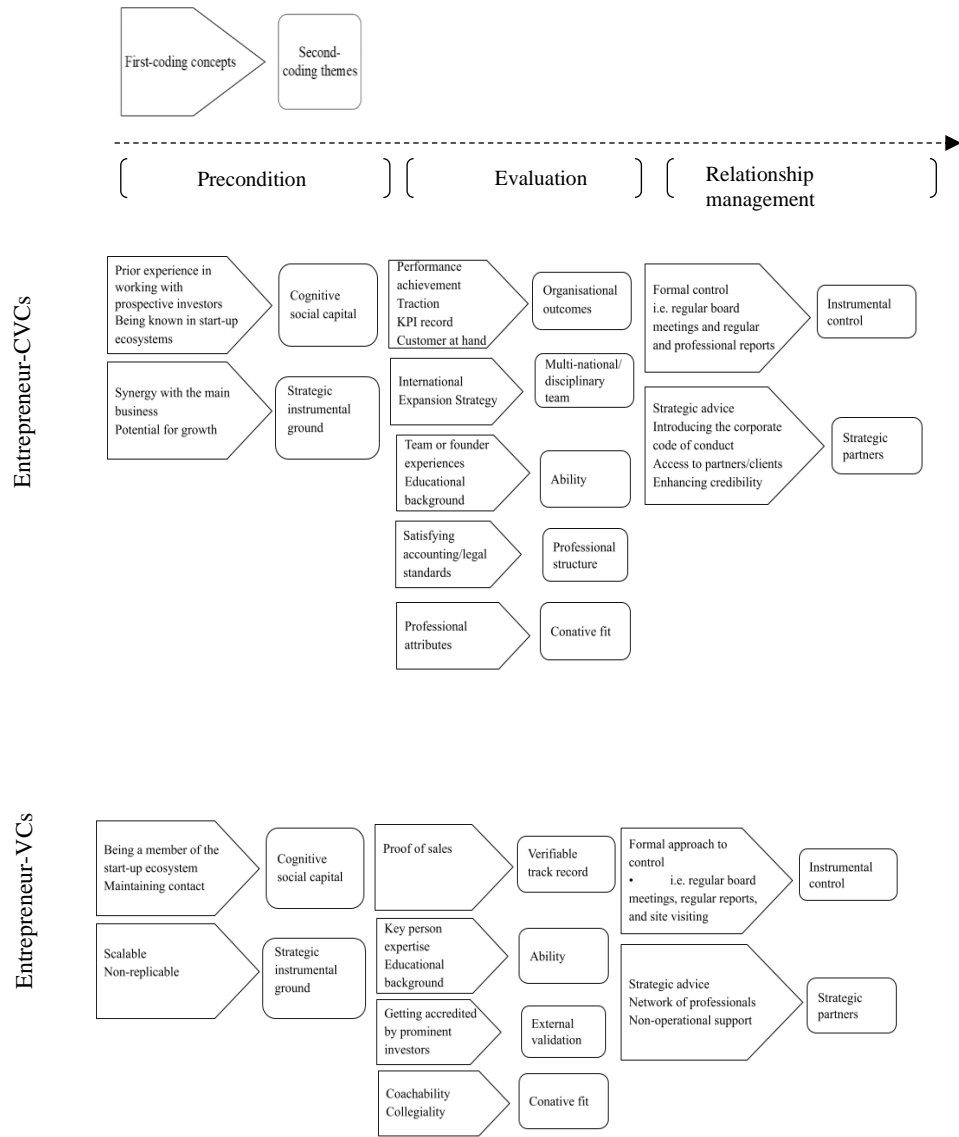 First-coding concepts
Second-
coding themes
Precondition
Evaluation
Relationship
management
Entrepreneur-CVCs
Prior experience in
working with
prospective investors
Being known in start-up
ecosystems
Cognitive
social capital
Synergy with the main
business
Potential for growth
Strategic
instrumental
ground
Performance
achievement
Traction
KPI record
Customer at hand
Organisational
outcomes
International
Expansion Strategy
Multi-national/
disciplinary
team
Team or founder
experiences
Educational
background
Ability
Satisfying
accounting/legal
standards
Professional
structure
Professional
attributes
Conative fit
Formal control
i.e. regular board
meetings and regular
and professional reports
Instrumental
control
Strategic advice
Introducing the corporate
code of conduct
Access to partners/clients
Enhancing credibility
Strategic
partners
Entrepreneur-VCs
Being a member of the
start-up ecosystem
Maintaining contact
Cognitive
social capital
Scalable
Non-replicable
Strategic
instrumental
ground
Proof of sales
Verifiable
track record
Key person
expertise
Educational
background
Ability
Getting accredited
by prominent
investors
External
validation
Coachability
Collegiality
Conative fit
Formal approach to
control
• i.e. regular board
meetings, regular reports,
and site visiting
Instrumental
control
Strategic advice
Network of professionals
Non-operational support
Strategic
partners